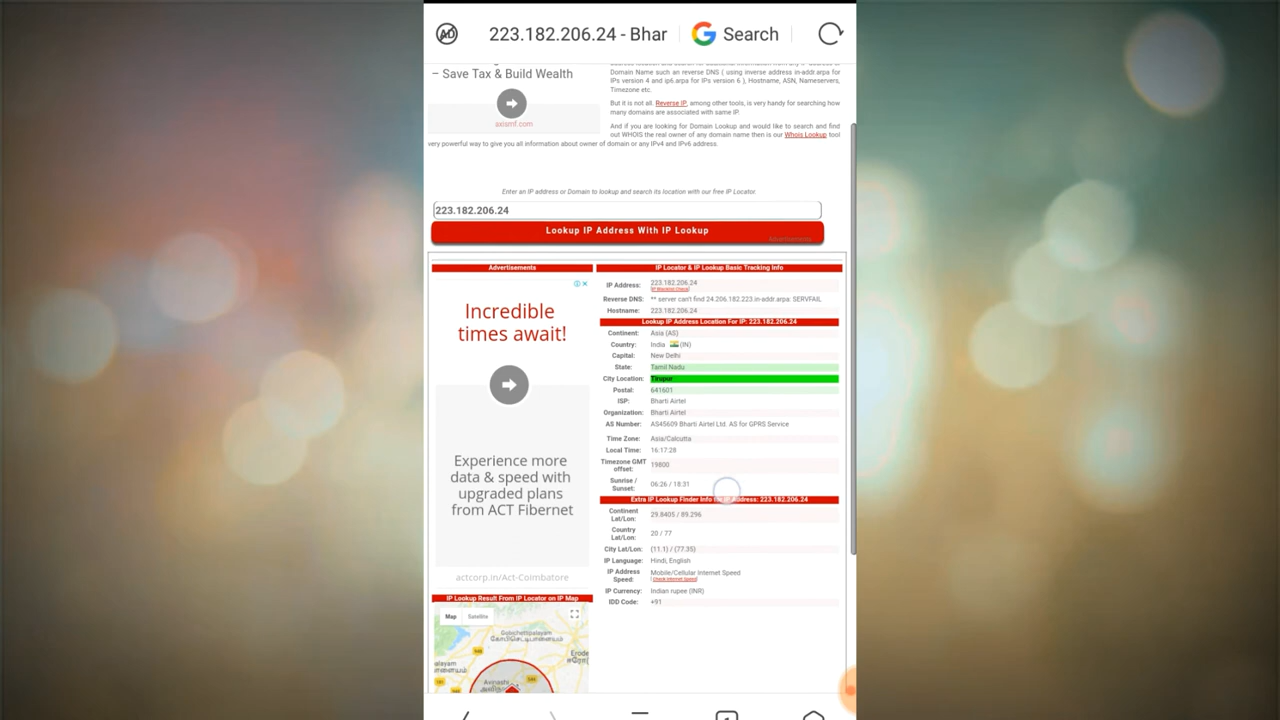 AD
223.182.206.24 - Bhar
Search
– Save Tax & Build Wealth
axismf.com
Domain Name such an reverse DNS ( using inverse address in-addr.arpa for
IPs version 4 and ip6.arpa for IPs version 6 ), Hostname, ASN, Nameservers,
Timezone etc.
But it is not all. Reverse IP, among other tools, is very handy for searching how
many domains are associated with same IP.
And if you are looking for Domain Lookup and would like to search and find
out WHOIS the real owner of any domain name then is our Whois Lookup tool
very powerful way to give you all information about owner of domain or any IPv4 and IPv6 address.
Enter an IP address or Domain to lookup and search its location with our free IP Locator.
223.182.206.24
Lookup IP Address With IP Lookup
Advertisements
Advertisements
Incredible
times await!
Experience more
data & speed with
upgraded plans
from ACT Fibernet
actcorp.in/Act-Coimbatore
IP Lookup Result From IP Locator on IP Map
Map Satellite
Gobichettipalayam
கோபிசெட்டிபாளையம்
Erode
Avinashi
IP Locator & IP Lookup Basic Tracking Info
IP Address: 223.182.206.24
Reverse DNS: ** server can't find 24.206.182.223.in-addr.arpa: SERVFAIL
Hostname: 223.182.206.24
Lookup IP Address Location For IP: 223.182.206.24
Continent: Asia (AS)
Country: India (IN)
Capital: New Delhi
State: Tamil Nadu
City Location: Tirupur
Postal: 641601
ISP: Bharti Airtel
Organization: Bharti Airtel
AS Number: AS45609 Bharti Airtel Ltd. AS for GPRS Service
Time Zone: Asia/Calcutta
Local Time: 16:17:28
Timezone GMT offset: 19800
Sunrise / Sunset: 06:26 / 18:31
Extra IP Lookup Finder Info for IP Address: 223.182.206.24
Continent Lat/Lon: 29.8405 / 89.296
Country Lat/Lon: 20 / 77
City Lat/Lon: (11.1) / (77.35)
IP Language: Hindi, English
IP Address Speed: Mobile/Cellular Internet Speed
[Check Internet Speed]
IP Currency: Indian rupee (INR)
IDD Code: +91